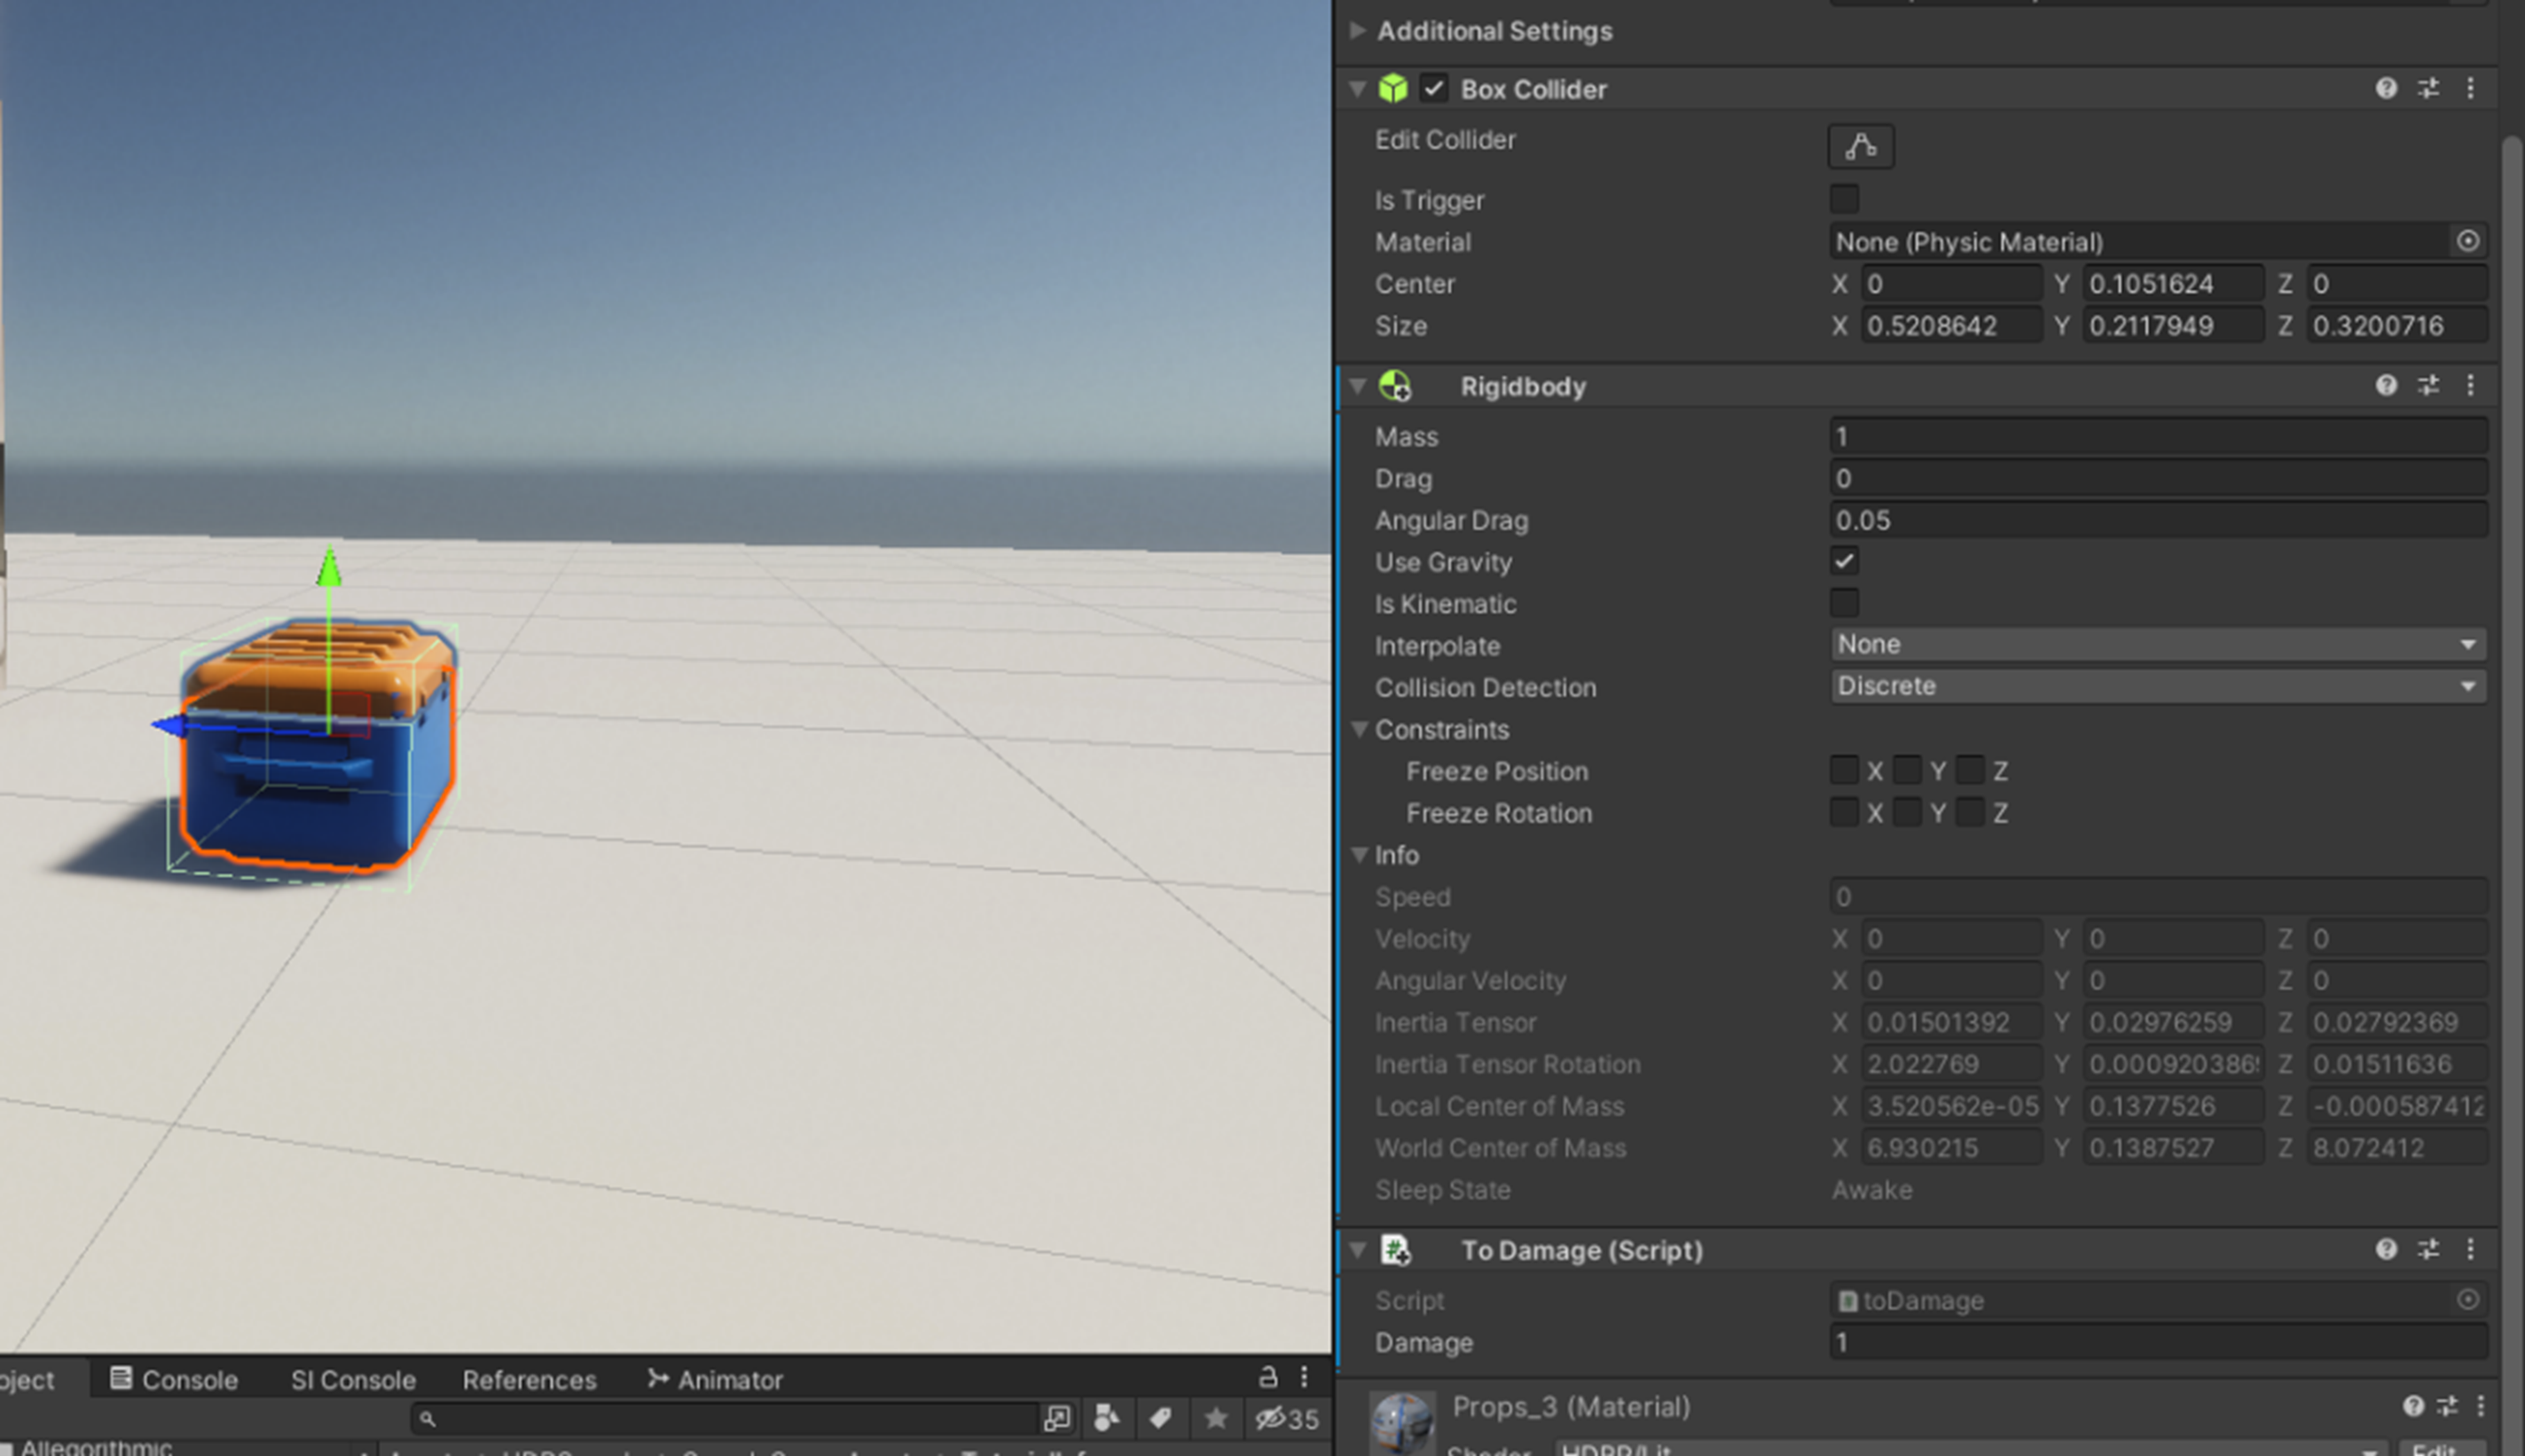 Additional Settings
Box Collider
Edit Collider
Is Trigger
Material None (Physic Material)
Center X 0 Y 0.1051624 Z 0
Size X 0.5208642 Y 0.2117949 Z 0.3200716
Rigidbody
Mass 1
Drag 0
Angular Drag 0.05
Use Gravity
Is Kinematic
Interpolate None
Collision Detection Discrete
Constraints
Freeze Position X Y Z
Freeze Rotation X Y Z
Info
Speed 0
Velocity X 0 Y 0 Z 0
Angular Velocity X 0 Y 0 Z 0
Inertia Tensor X 0.01501392 Y 0.02976259 Z 0.02792369
Inertia Tensor Rotation X 2.022769 Y 0.000920386 Z 0.01511636
Local Center of Mass X 3.520562e-05 Y 0.1377526 Z -0.000587412
World Center of Mass X 6.930215 Y 0.1387527 Z 8.072412
Sleep State Awake
To Damage (Script)
Script toDamage
Damage 1
oject Console SI Console References Animator
35
Props_3 (Material)
Allegorithmic
Shader HDRP/Lit Edit